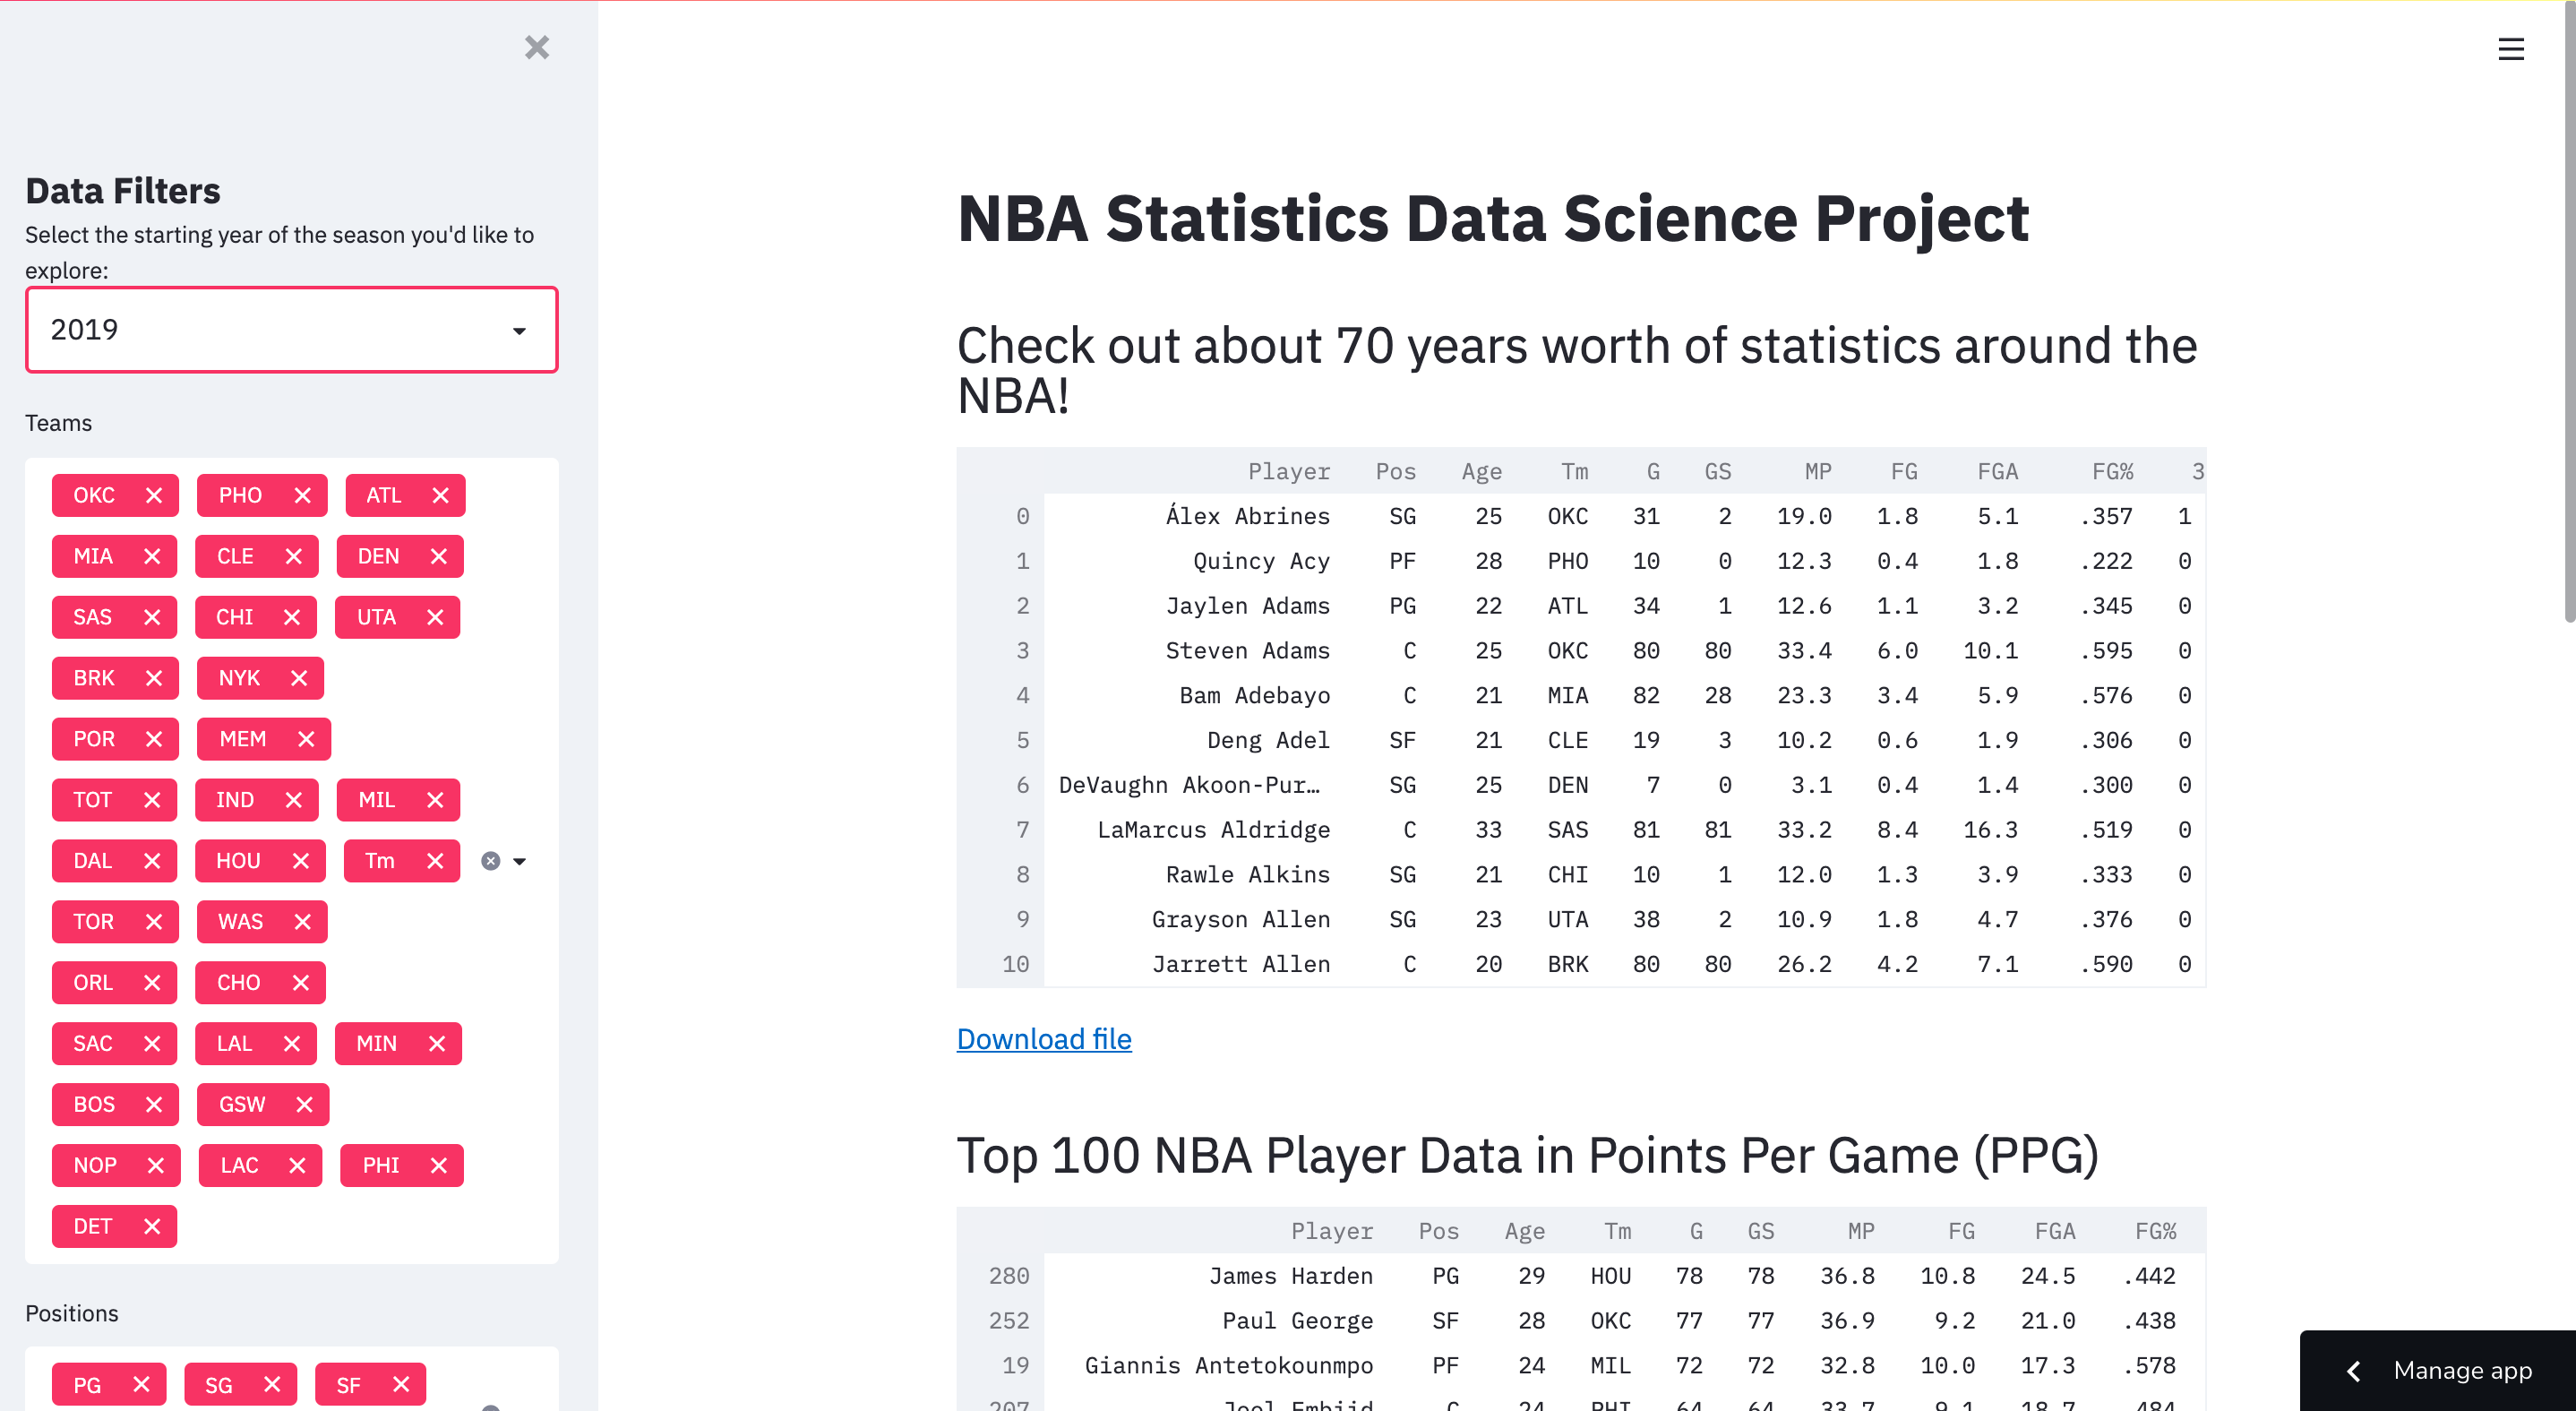 Data Filters
Select the starting year of the season you'd like to
explore:
2019
Teams
OKC PHO ATL
MIA CLE DEN
SAS CHI UTA
BRK NYK
POR MEM
TOT IND MIL
DAL HOU Tm
TOR WAS
ORL CHO
SAC LAL MIN
BOS GSW
NOP LAC PHI
DET
Positions
PG SG SF
NBA Statistics Data Science Project
Check out about 70 years worth of statistics around the
NBA!
Player Pos Age Tm G GS MP FG FGA FG% 3
0 Álex Abrines SG 25 OKC 31 2 19.0 1.8 5.1 .357 1
1 Quincy Acy PF 28 PHO 10 0 12.3 0.4 1.8 .222 0
2 Jaylen Adams PG 22 ATL 34 1 12.6 1.1 3.2 .345 0
3 Steven Adams C 25 OKC 80 80 33.4 6.0 10.1 .595 0
4 Bam Adebayo C 21 MIA 82 28 23.3 3.4 5.9 .576 0
5 Deng Adel SF 21 CLE 19 3 10.2 0.6 1.9 .306 0
6 DeVaughn Akoon-Pur… SG 25 DEN 7 0 3.1 0.4 1.4 .300 0
7 LaMarcus Aldridge C 33 SAS 81 81 33.2 8.4 16.3 .519 0
8 Rawle Alkins SG 21 CHI 10 1 12.0 1.3 3.9 .333 0
9 Grayson Allen SG 23 UTA 38 2 10.9 1.8 4.7 .376 0
10 Jarrett Allen C 20 BRK 80 80 26.2 4.2 7.1 .590 0
Download file
Top 100 NBA Player Data in Points Per Game (PPG)
Player Pos Age Tm G GS MP FG FGA FG%
280 James Harden PG 29 HOU 78 78 36.8 10.8 24.5 .442
252 Paul George SF 28 OKC 77 77 36.9 9.2 21.0 .438
19 Giannis Antetokounmpo PF 24 MIL 72 72 32.8 10.0 17.3 .578
207 Joel Embiid C 24 PHI 64 64 33.7 9.1 18.7 .484
Manage app